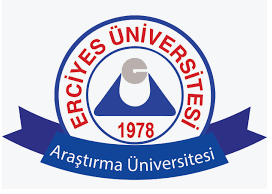 ERCİYES ÜNİVERSİTESİ
1978
Araştırma Üniversitesi